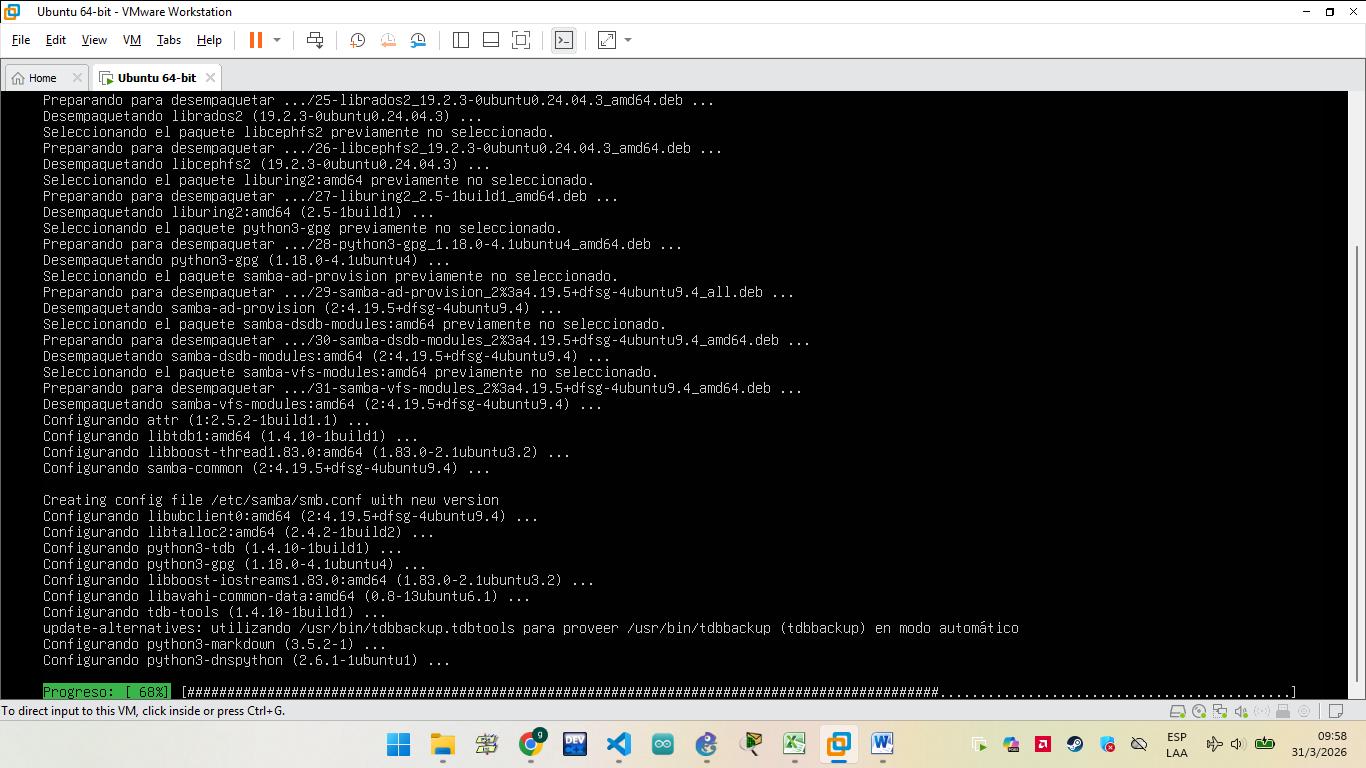 Ubuntu 64-bit - VMware Workstation
File Edit View VM Tabs Help
Home
Ubuntu 64-bit
Preparando para desempaquetar .../25-librados2_19.2.3-0ubuntu0.24.04.3_amd64.deb ...
Desempaquetando librados2 (19.2.3-0ubuntu0.24.04.3) ...
Seleccionando el paquete libcephfs2 previamente no seleccionado.
Preparando para desempaquetar .../26-libcephfs2_19.2.3-0ubuntu0.24.04.3_amd64.deb ...
Desempaquetando libcephfs2 (19.2.3-0ubuntu0.24.04.3) ...
Seleccionando el paquete liburing2:amd64 previamente no seleccionado.
Preparando para desempaquetar .../27-liburing2_2.5-1build1_amd64.deb ...
Desempaquetando liburing2:amd64 (2.5-1build1) ...
Seleccionando el paquete python3-gpg previamente no seleccionado.
Preparando para desempaquetar .../28-python3-gpg_1.18.0-4.1ubuntu4_amd64.deb ...
Desempaquetando python3-gpg (1.18.0-4.1ubuntu4) ...
Seleccionando el paquete samba-ad-provision previamente no seleccionado.
Preparando para desempaquetar .../29-samba-ad-provision_2%3a4.19.5+dfsg-4ubuntu9.4_all.deb ...
Desempaquetando samba-ad-provision (2:4.19.5+dfsg-4ubuntu9.4) ...
Seleccionando el paquete samba-dsdb-modules:amd64 previamente no seleccionado.
Preparando para desempaquetar .../30-samba-dsdb-modules_2%3a4.19.5+dfsg-4ubuntu9.4_amd64.deb ...
Desempaquetando samba-dsdb-modules:amd64 (2:4.19.5+dfsg-4ubuntu9.4) ...
Seleccionando el paquete samba-vfs-modules:amd64 previamente no seleccionado.
Preparando para desempaquetar .../31-samba-vfs-modules_2%3a4.19.5+dfsg-4ubuntu9.4_amd64.deb ...
Desempaquetando samba-vfs-modules:amd64 (2:4.19.5+dfsg-4ubuntu9.4) ...
Configurando attr (1:2.5.2-1build1.1) ...
Configurando libtdb1:amd64 (1.4.10-1build1) ...
Configurando libboost-thread1.83.0:amd64 (1.83.0-2.1ubuntu3.2) ...
Configurando samba-common (2:4.19.5+dfsg-4ubuntu9.4) ...
Creating config file /etc/samba/smb.conf with new version
Configurando libwbclient0:amd64 (2:4.19.5+dfsg-4ubuntu9.4) ...
Configurando libtalloc2:amd64 (2.4.2-1build2) ...
Configurando python3-tdb (1.4.10-1build1) ...
Configurando python3-gpg (1.18.0-4.1ubuntu4) ...
Configurando libboost-iostreams1.83.0:amd64 (1.83.0-2.1ubuntu3.2) ...
Configurando libavahi-common-data:amd64 (0.8-13ubuntu6.1) ...
Configurando tdb-tools (1.4.10-1build1) ...
update-alternatives: utilizando /usr/bin/tdbbackup.tdbtools para proveer /usr/bin/tdbbackup (tdbbackup) en modo automático
Configurando python3-markdown (3.5.2-1) ...
Configurando python3-dnspython (2.6.1-1ubuntu1) ...
Progreso: [ 68%] [##############################################################################################............................................]
To direct input to this VM, click inside or press Ctrl+G.
g
DEV
ESP
LAA
09:58
31/3/2026